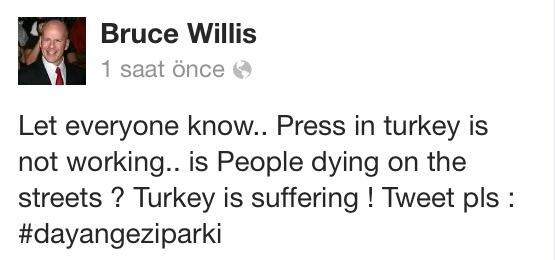 Bruce Willis
1 saat önce
Let everyone know.. Press in turkey is
not working.. is People dying on the
streets ? Turkey is suffering ! Tweet pls :
#dayangeziparki